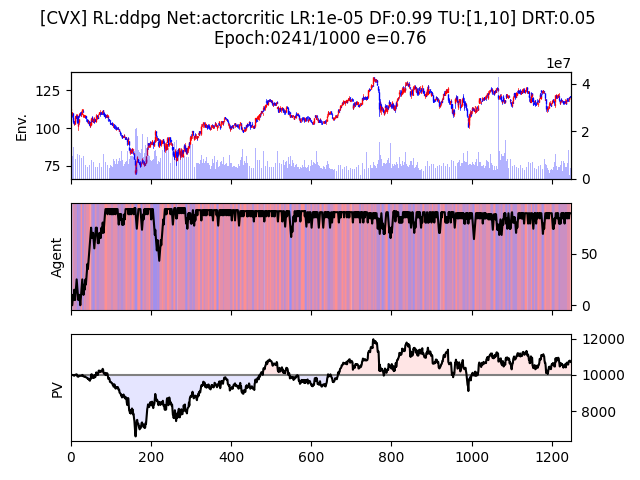 [CVX] RL:ddpg Net:actorcritic LR:1e-05 DF:0.99 TU:[1,10] DRT:0.05
Epoch:0241/1000 e=0.76
1e7
125
100
75
Env.
4
2
0
Agent
50
0
PV
12000
10000
8000
0 200 400 600 800 1000 1200